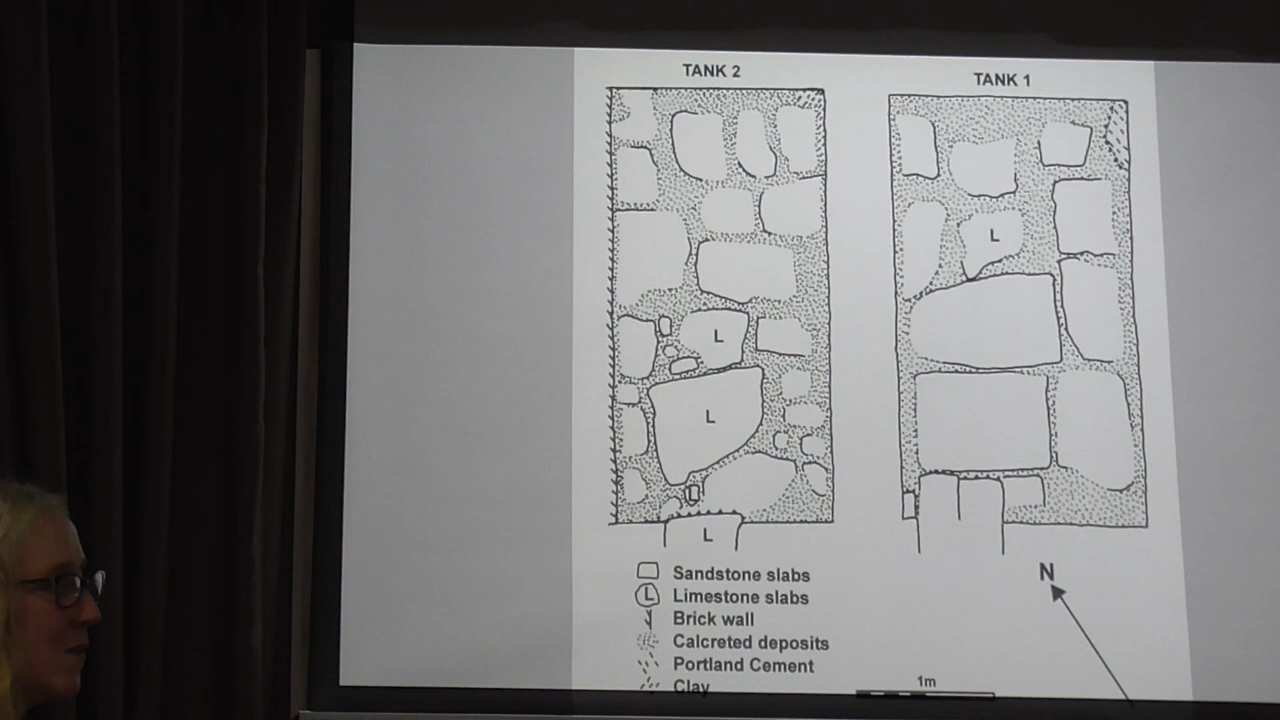 TANK 2
TANK 1
L
L
L
L
Sandstone slabs
L Limestone slabs
Brick wall
Calcreted deposits
Portland Cement
Clay
N
1m